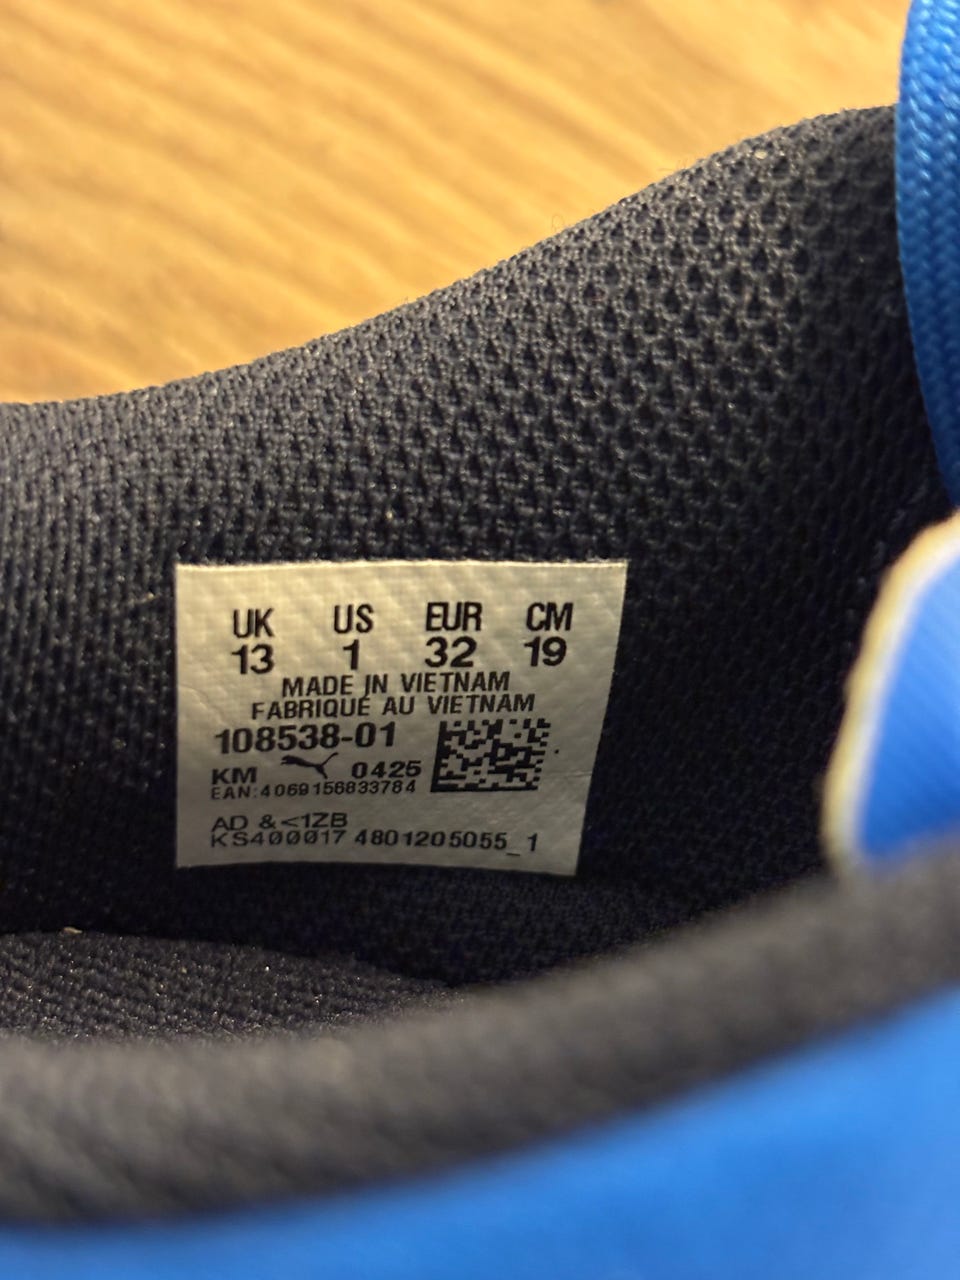 UK US EUR CM
13 1 32 19
MADE IN VIETNAM
FABRIQUÉ AU VIETNAM
108538-01
KM 0425
EAN:4069156833784
AD &<1ZB
KS400017 4801205055_1